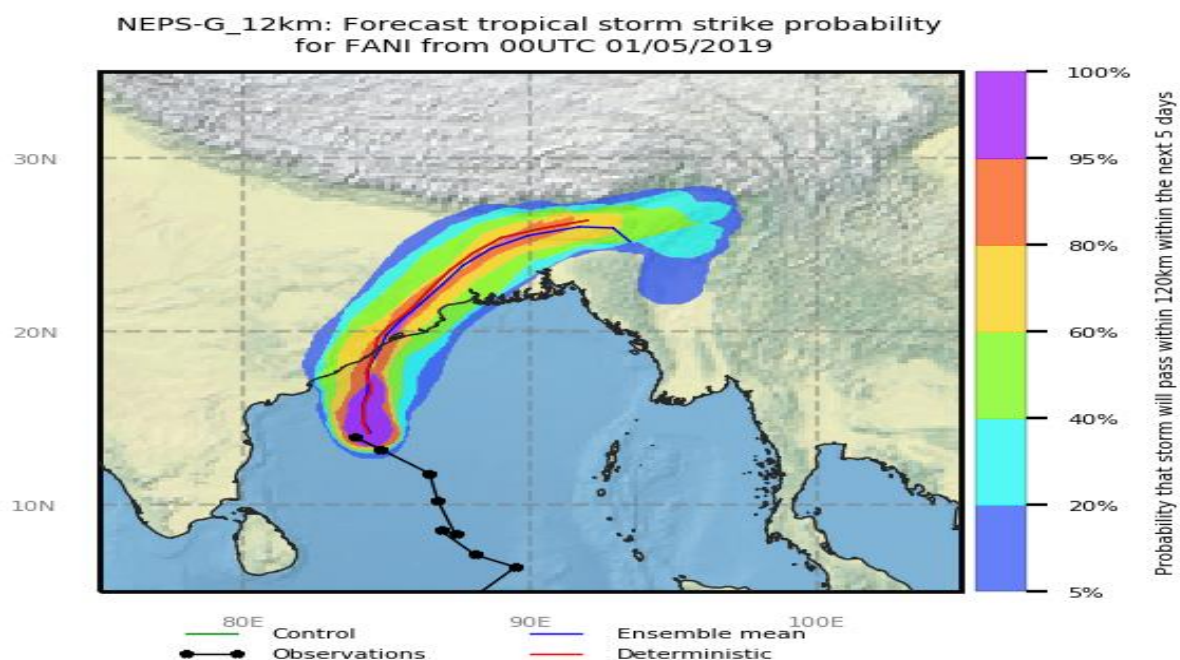 NEPS-G_12km: Forecast tropical storm strike probability
for FANI from 00UTC 01/05/2019
100%
95%
80%
60%
40%
20%
5%
Probability that storm will pass within 120km within the next 5 days
30N
20N
10N
80E
90E
100E
Control
Ensemble mean
Observations
Deterministic